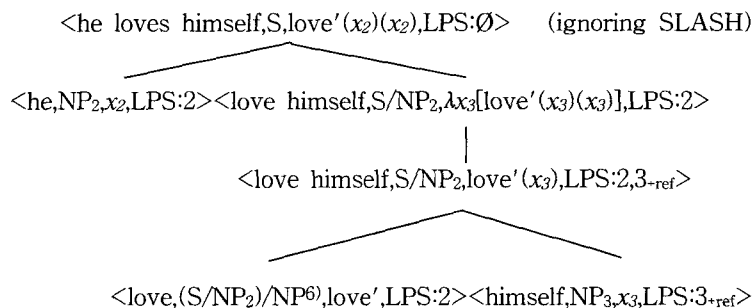 <he loves himself,S,love′(x₂)(x₂),LPS:Ø> (ignoring SLASH)
<he,NP₂,x₂,LPS:2><love himself,S/NP₂,λx₃[love′(x₃)(x₃)],LPS:2>
<love himself,S/NP₂,love′(x₃),LPS:2,3₊ref>
<love,(S/NP₂)/NP⁶⁾,love′,LPS:2><himself,NP₃,x₃,LPS:3₊ref>